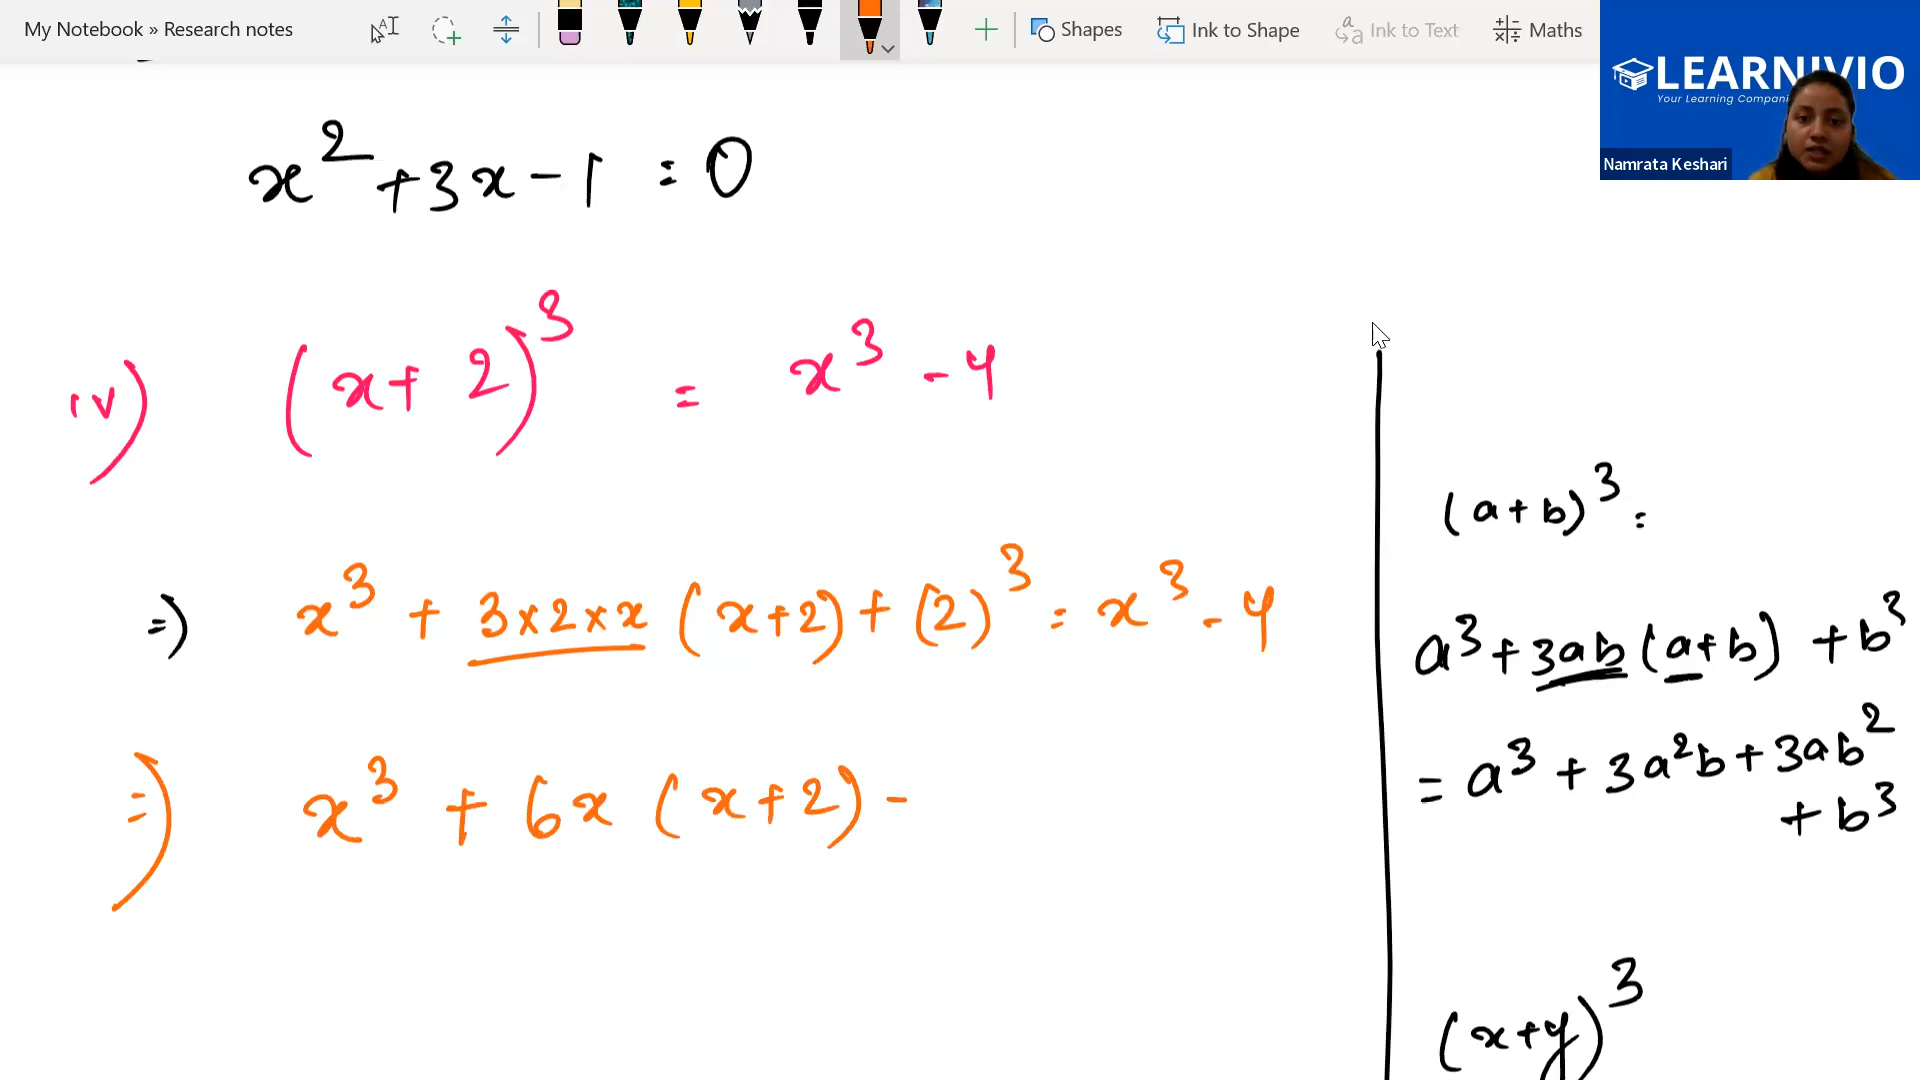 My Notebook » Research notes
Shapes
Ink to Shape
Ink to Text
Maths
LEARNIVIO
Your Learning Compani
Namrata Keshari
x² + 3x - 1 = 0
iv) (x + 2)³ = x³ - 4
=) x³ + 3 × 2 × x (x+2) + (2)³ = x³ - 4
=) x³ + 6x (x+2) -
(a+b)³ =
a³ + 3ab (a+b) + b³
= a³ + 3a²b + 3ab²
+ b³
(x+y)³